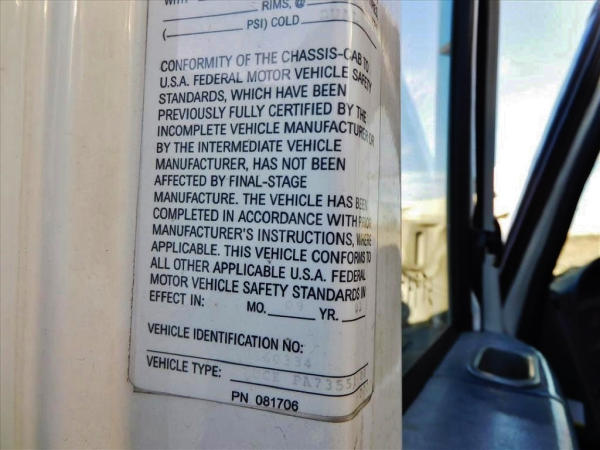 RIMS, @
( PSI) COLD
CONFORMITY OF THE CHASSIS-CAB TO
U.S.A. FEDERAL MOTOR VEHICLE SAFETY
STANDARDS, WHICH HAVE BEEN
PREVIOUSLY FULLY CERTIFIED BY THE
INCOMPLETE VEHICLE MANUFACTURER OR
BY THE INTERMEDIATE VEHICLE
MANUFACTURER, HAS NOT BEEN
AFFECTED BY FINAL-STAGE
MANUFACTURE. THE VEHICLE HAS BEEN
COMPLETED IN ACCORDANCE WITH PRIOR
MANUFACTURER'S INSTRUCTIONS, WHERE
APPLICABLE. THIS VEHICLE CONFORMS TO
ALL OTHER APPLICABLE U.S.A. FEDERAL
MOTOR VEHICLE SAFETY STANDARDS IN
EFFECT IN: MO. 09 YR.
VEHICLE IDENTIFICATION NO:
VEHICLE TYPE:
PN 081706